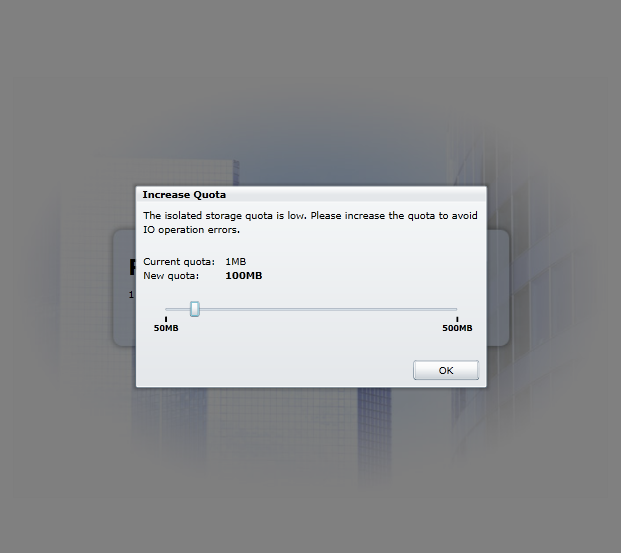 Increase Quota
The isolated storage quota is low. Please increase the quota to avoid
IO operation errors.
Current quota: 1MB
New quota: 100MB
50MB 500MB
OK